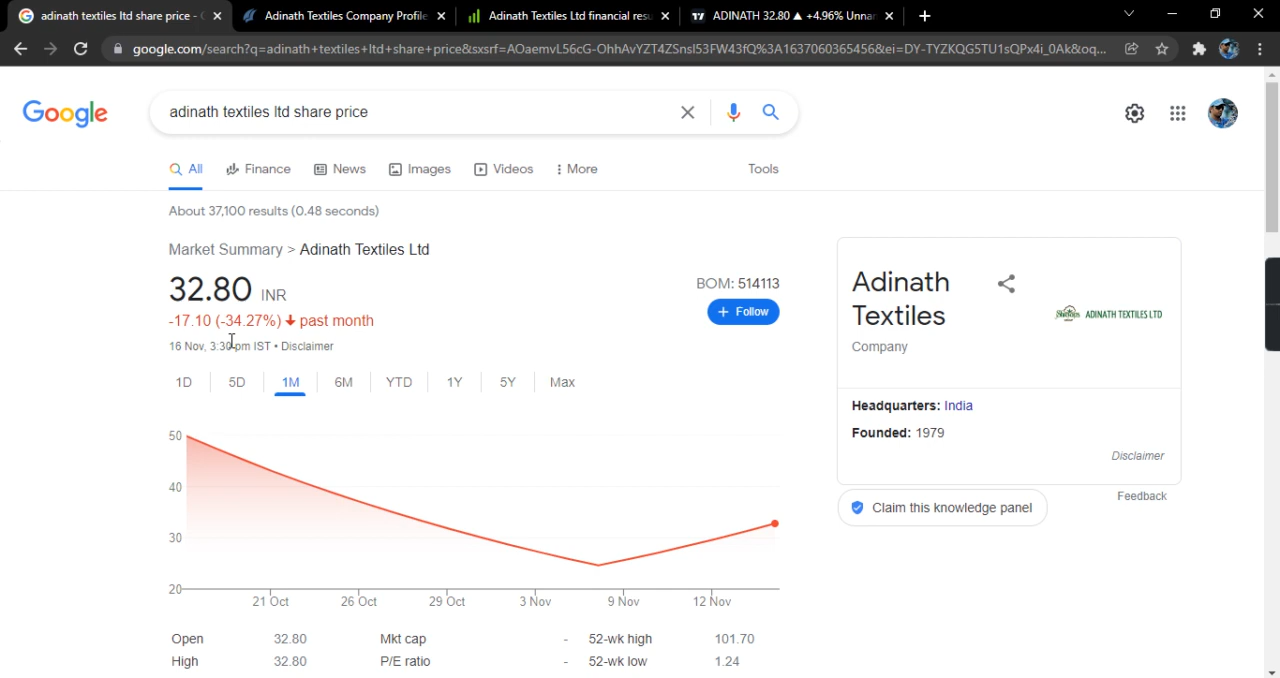 adinath textiles ltd share price - G
Adinath Textiles Company Profile
Adinath Textiles Ltd financial resu
ADINATH 32.80 ▲ +4.96% Unnar
google.com/search?q=adinath+textiles+ltd+share+price&sxsrf=AOaemvL56cG-OhhAvYZT4ZSnsI53FW43fQ%3A1637060365456&ei=DY-TYZKQG5TU1sQPx4i_0Ak&oq...
Google
adinath textiles ltd share price
All
Finance
News
Images
Videos
More
Tools
About 37,100 results (0.48 seconds)
Market Summary > Adinath Textiles Ltd
32.80 INR
-17.10 (-34.27%) past month
16 Nov, 3:30 pm IST • Disclaimer
BOM: 514113
+ Follow
1D
5D
1M
6M
YTD
1Y
5Y
Max
50
40
30
20
21 Oct
26 Oct
29 Oct
3 Nov
9 Nov
12 Nov
Open 32.80 Mkt cap - 52-wk high 101.70
High 32.80 P/E ratio - 52-wk low 1.24
Adinath
Textiles
Company
ADINATH TEXTILES LTD
Headquarters: India
Founded: 1979
Disclaimer
Feedback
Claim this knowledge panel